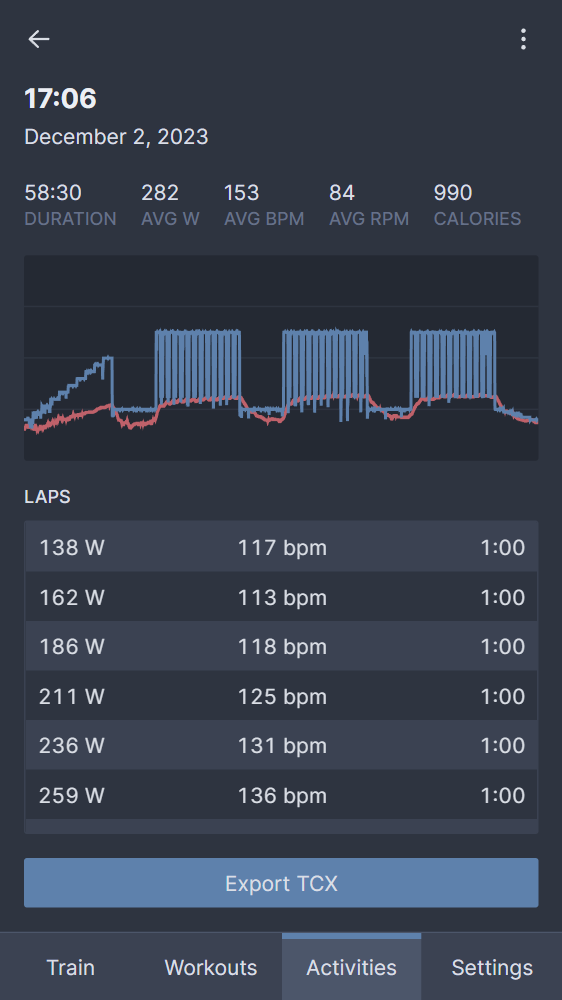 17:06
December 2, 2023
58:30 282 153 84 990
DURATION AVG W AVG BPM AVG RPM CALORIES
LAPS
138 W 117 bpm 1:00
162 W 113 bpm 1:00
186 W 118 bpm 1:00
211 W 125 bpm 1:00
236 W 131 bpm 1:00
259 W 136 bpm 1:00
Export TCX
Train Workouts Activities Settings